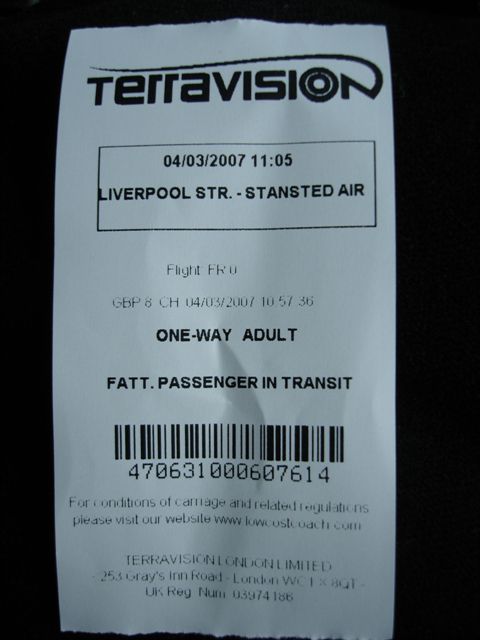 Terravision
04/03/2007 11:05
LIVERPOOL STR. - STANSTED AIR
Flight FR 0
GBP 8 CH 04/03/2007 10:57:36
ONE-WAY ADULT
FATT. PASSENGER IN TRANSIT
470631000607614
For conditions of carriage and related regulations
please visit our website www.lowcostcoach.com
TERRAVISION LONDON LIMITED
- 253 Gray's Inn Road - London WC1X 8QT -
UK Reg. Num. 03974186